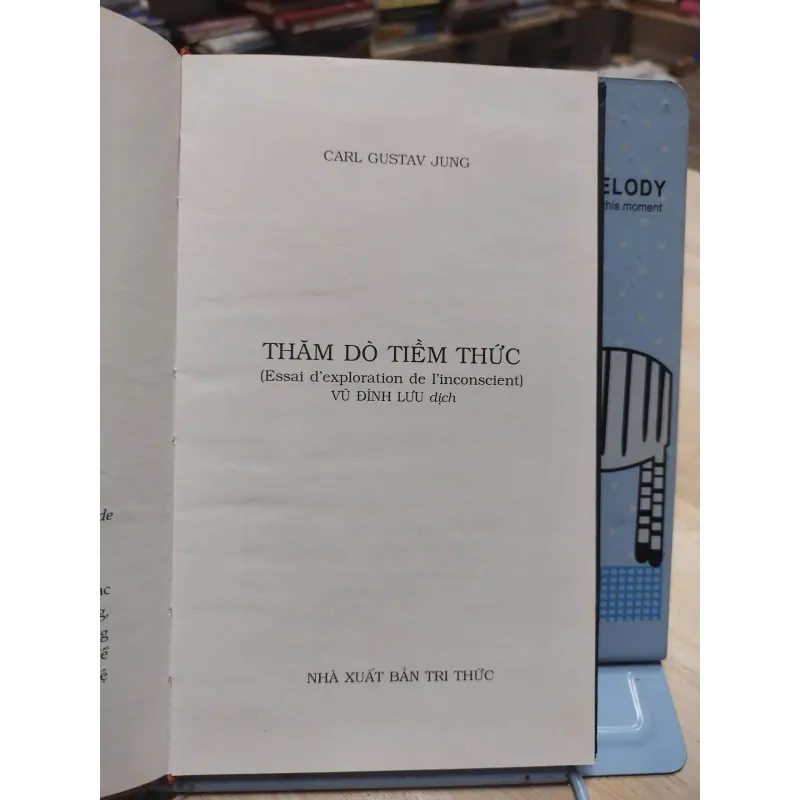 CARL GUSTAV JUNG
THĂM DÒ TIỀM THỨC
(Essai d'exploration de l'inconscient)
VŨ ĐÌNH LƯU dịch
NHÀ XUẤT BẢN TRI THỨC
ELODY
this moment
de